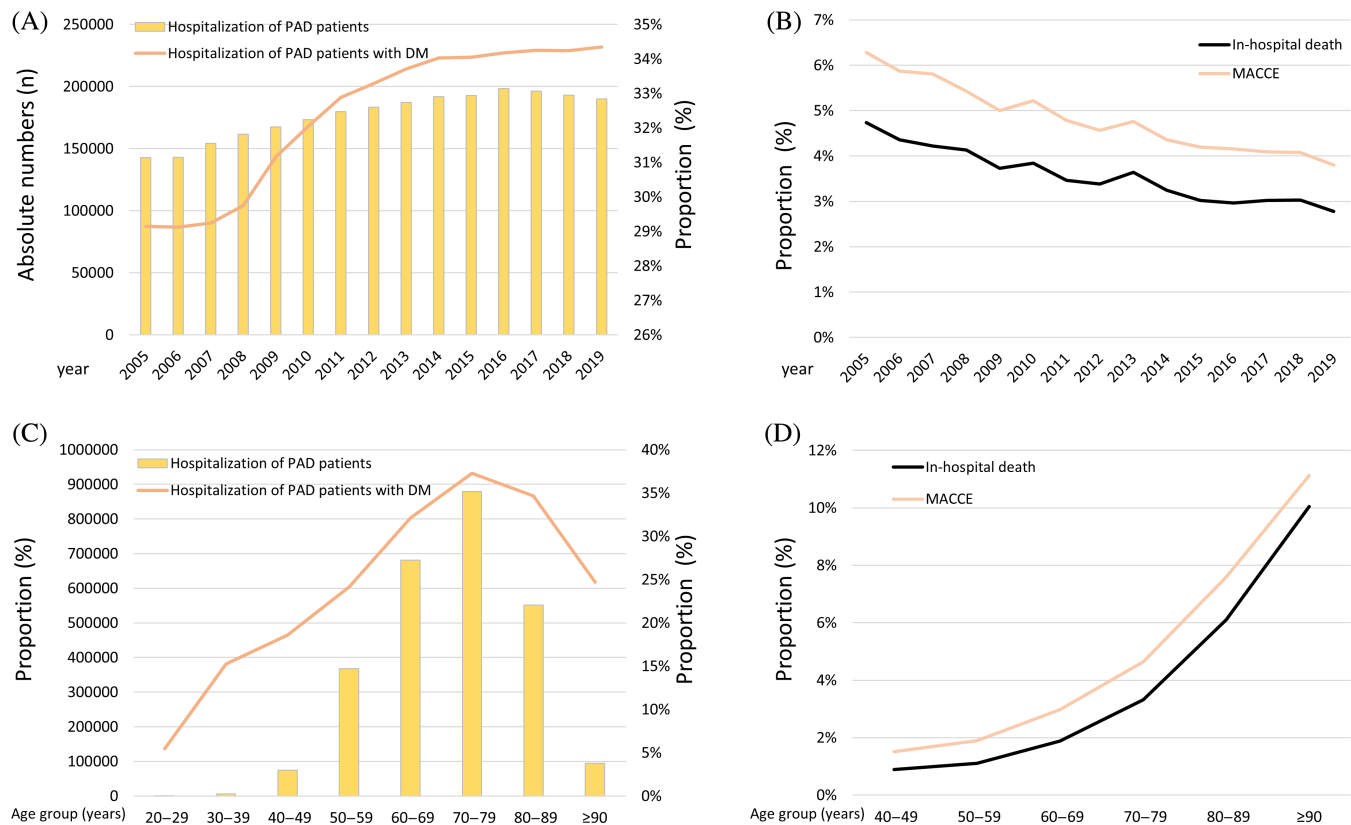 (A)
Hospitalization of PAD patients
Hospitalization of PAD patients with DM
Absolute numbers (n)
250000
200000
150000
100000
50000
0
35%
34%
33%
32%
31%
30%
29%
28%
27%
26%
Proportion (%)
year
2005 2006 2007 2008 2009 2010 2011 2012 2013 2014 2015 2016 2017 2018 2019
(B)
In-hospital death
MACCE
Proportion (%)
7%
6%
5%
4%
3%
2%
1%
0%
year
2005 2006 2007 2008 2009 2010 2011 2012 2013 2014 2015 2016 2017 2018 2019
(C)
Hospitalization of PAD patients
Hospitalization of PAD patients with DM
Proportion (%)
1000000
900000
800000
700000
600000
500000
400000
300000
200000
100000
0
40%
35%
30%
25%
20%
15%
10%
5%
0%
Proportion (%)
Age group (years) 20–29 30–39 40–49 50–59 60–69 70–79 80–89 ≥90
(D)
In-hospital death
MACCE
Proportion (%)
12%
10%
8%
6%
4%
2%
0%
Age group (years) 40–49 50–59 60–69 70–79 80–89 ≥90